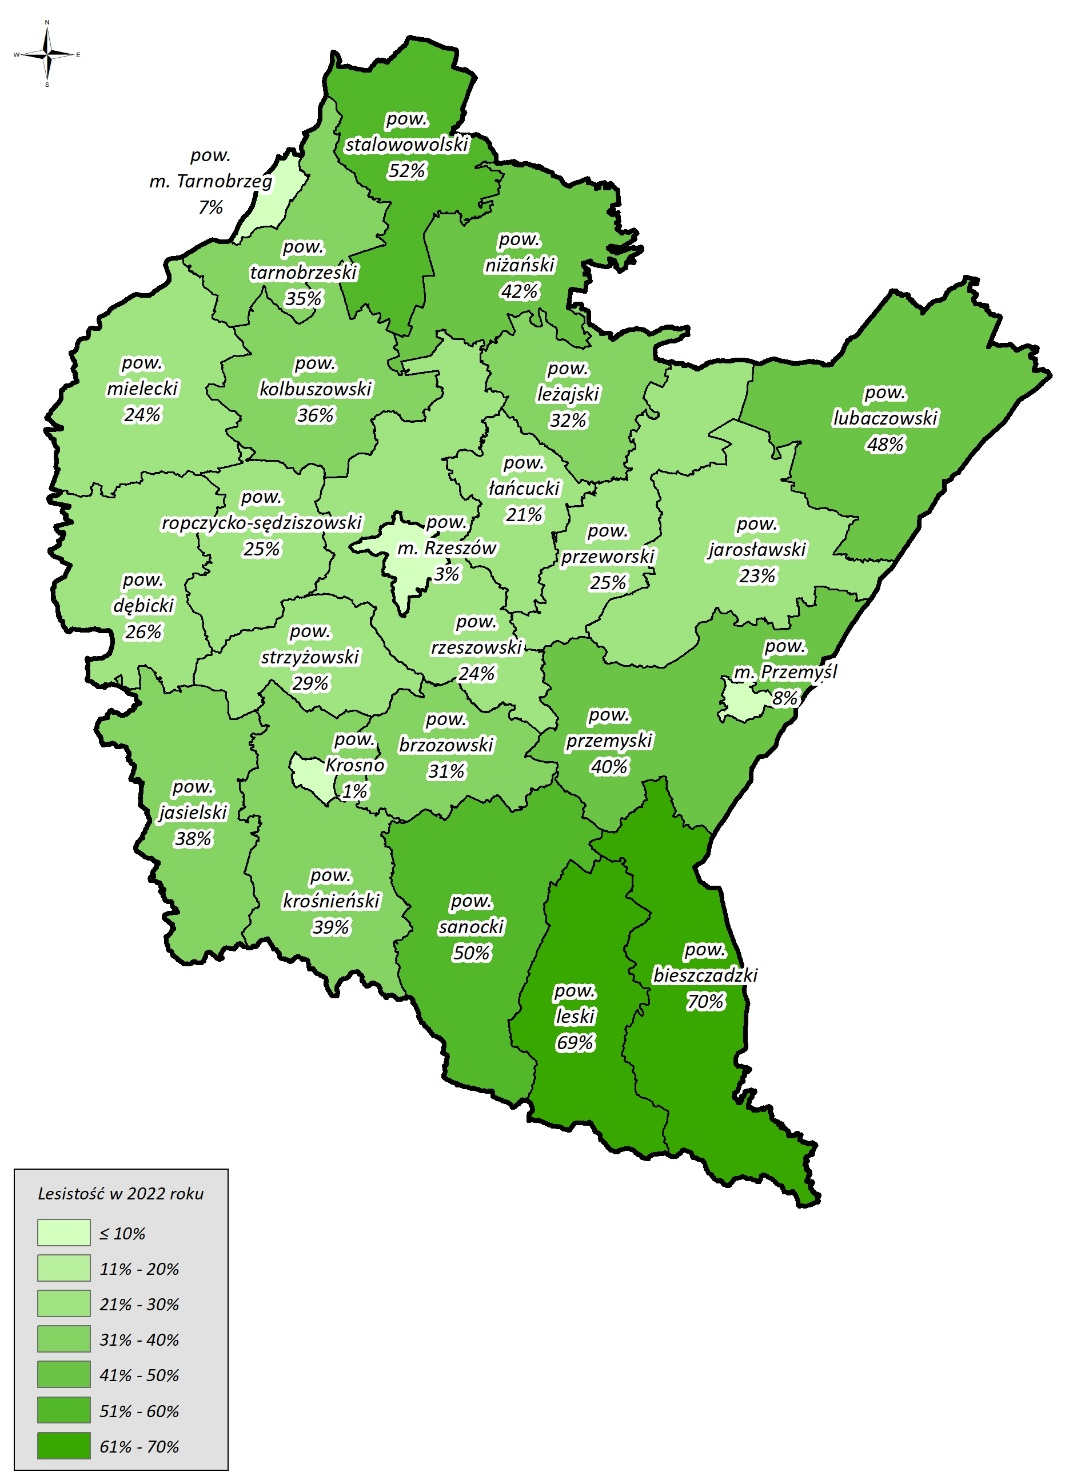 N
W
E
S
pow.
stalowowolski
52%
pow.
m. Tarnobrzeg
7%
pow.
tarnobrzeski
35%
pow.
niżański
42%
pow.
mielecki
24%
pow.
kolbuszowski
36%
pow.
leżajski
32%
pow.
lubaczowski
48%
pow.
ropczycko-sędziszowski
25%
pow.
łańcucki
21%
pow.
m. Rzeszów
3%
pow.
przeworski
25%
pow.
jarosławski
23%
pow.
dębicki
26%
pow.
strzyżowski
29%
pow.
rzeszowski
24%
pow.
m. Przemyśl
8%
pow.
brzozowski
31%
pow.
przemyski
40%
pow.
Krosno
1%
pow.
jasielski
38%
pow.
krośnieński
39%
pow.
sanocki
50%
pow.
leski
69%
pow.
bieszczadzki
70%
Lesistość w 2022 roku
≤ 10%
11% - 20%
21% - 30%
31% - 40%
41% - 50%
51% - 60%
61% - 70%